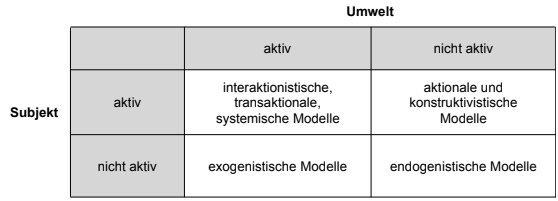 Umwelt
aktiv
nicht aktiv
Subjekt
aktiv
interaktionistische,
transaktionale,
systemische Modelle
aktionale und
konstruktivistische
Modelle
nicht aktiv
exogenistische Modelle
endogenistische Modelle